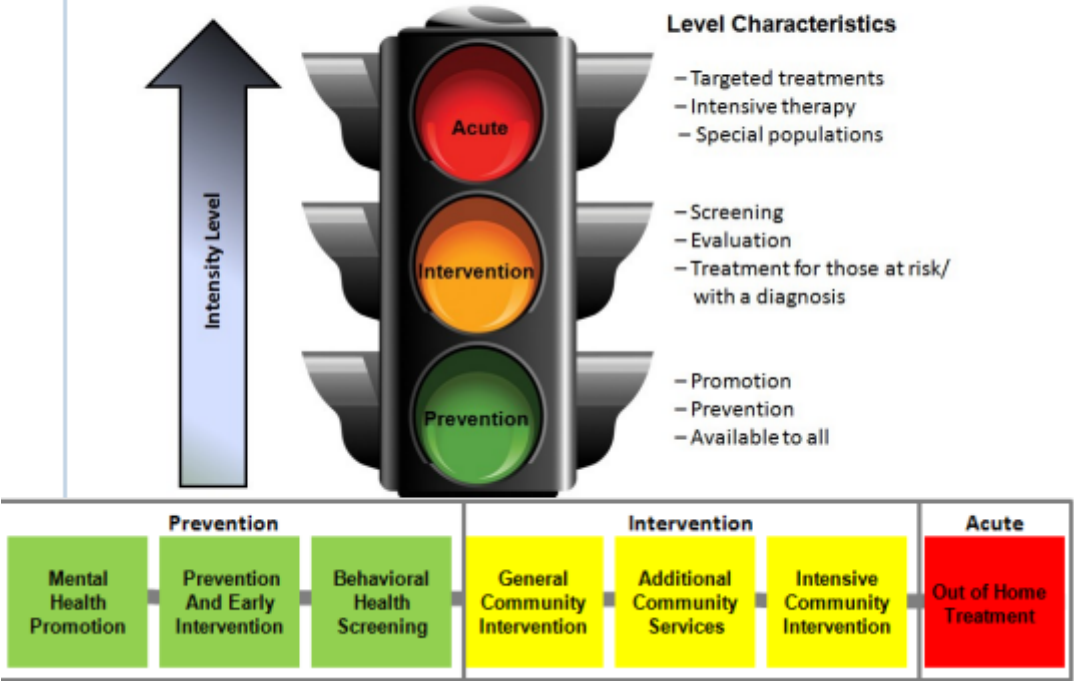 Level Characteristics
Intensity Level
Acute
– Targeted treatments
– Intensive therapy
– Special populations
Intervention
– Screening
– Evaluation
– Treatment for those at risk/
with a diagnosis
Prevention
– Promotion
– Prevention
– Available to all
Prevention
Mental
Health
Promotion
Prevention
And Early
Intervention
Behavioral
Health
Screening
Intervention
General
Community
Intervention
Additional
Community
Services
Intensive
Community
Intervention
Acute
Out of Home
Treatment